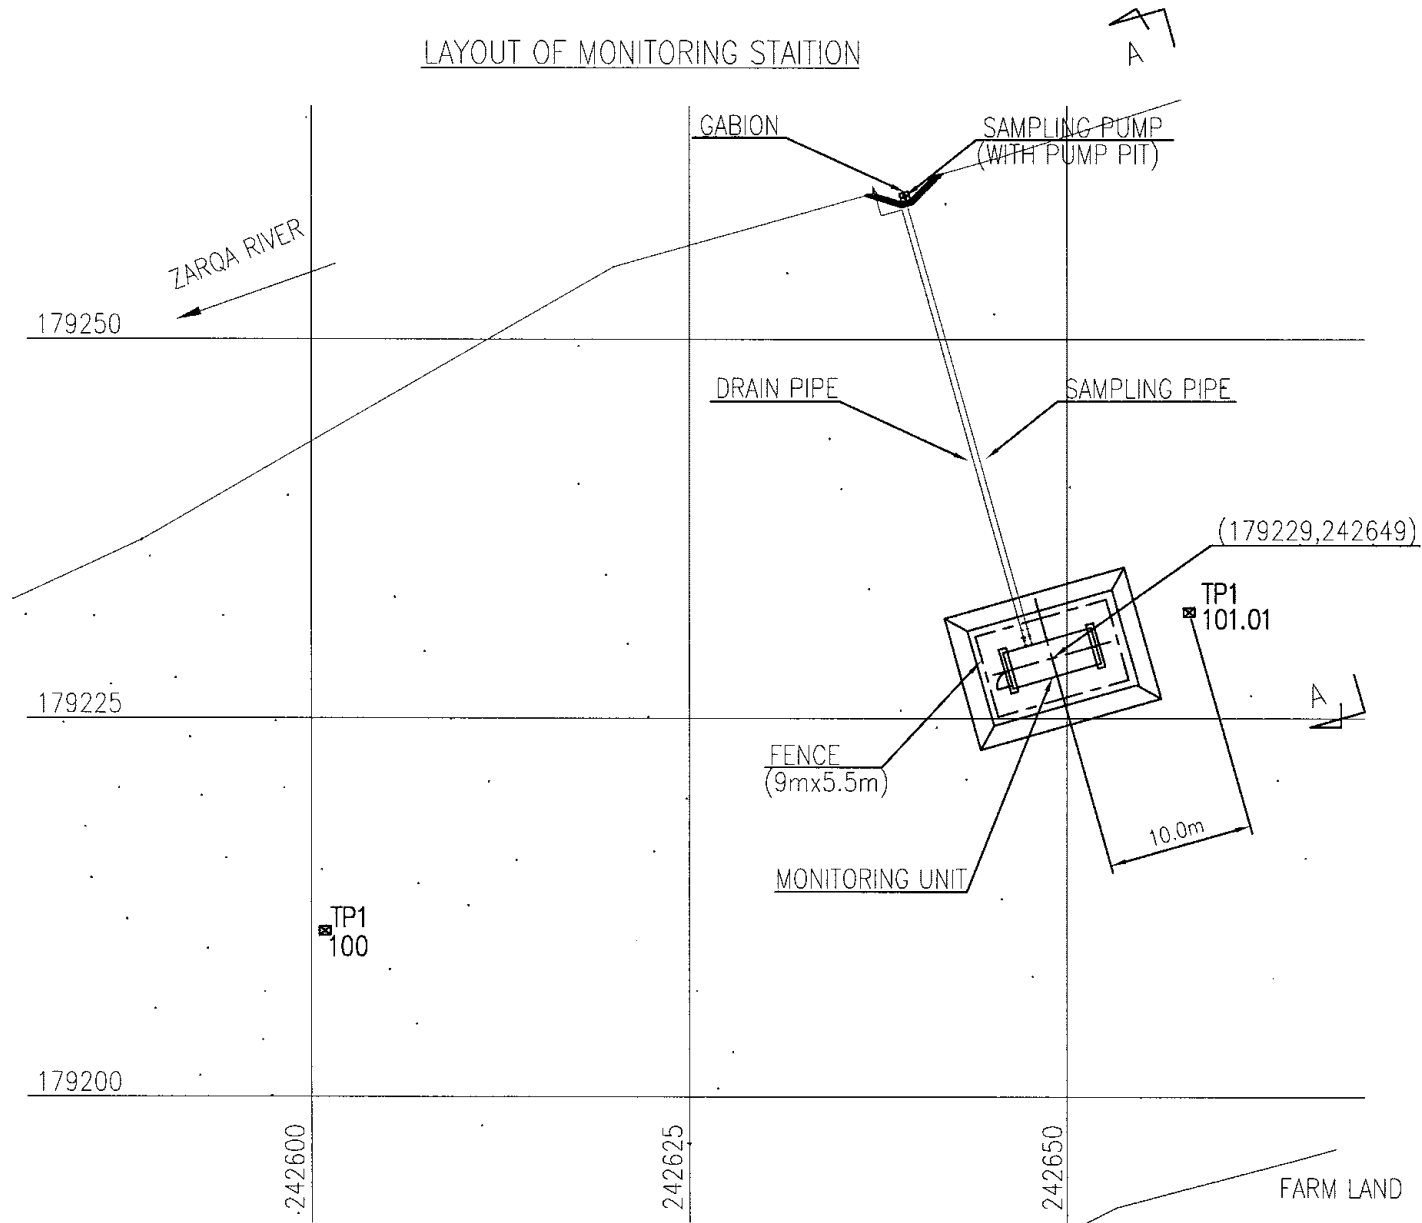 LAYOUT OF MONITORING STAITION
A
GABION
SAMPLING PUMP
(WITH PUMP PIT)
ZARQA RIVER
179250
DRAIN PIPE
SAMPLING PIPE
(179229,242649)
TP1
101.01
179225
A
FENCE
(9mx5.5m)
10.0m
MONITORING UNIT
TP1
100
179200
242600
242625
242650
FARM LAND